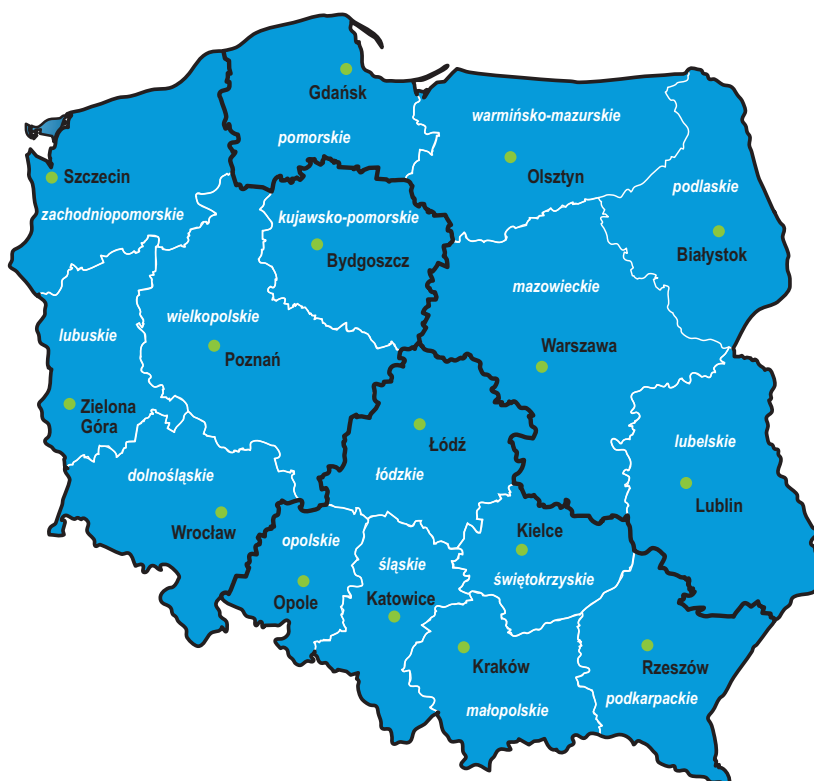 Gdańsk
pomorskie
warmińsko-mazurskie
Olsztyn
Szczecin
zachodniopomorskie
podlaskie
Białystok
kujawsko-pomorskie
Bydgoszcz
mazowieckie
Warszawa
wielkopolskie
Poznań
lubuskie
Zielona
Góra
Łódź
łódzkie
lubelskie
Lublin
dolnośląskie
Wrocław
opolskie
Opole
śląskie
Katowice
Kielce
świętokrzyskie
Kraków
małopolskie
Rzeszów
podkarpackie